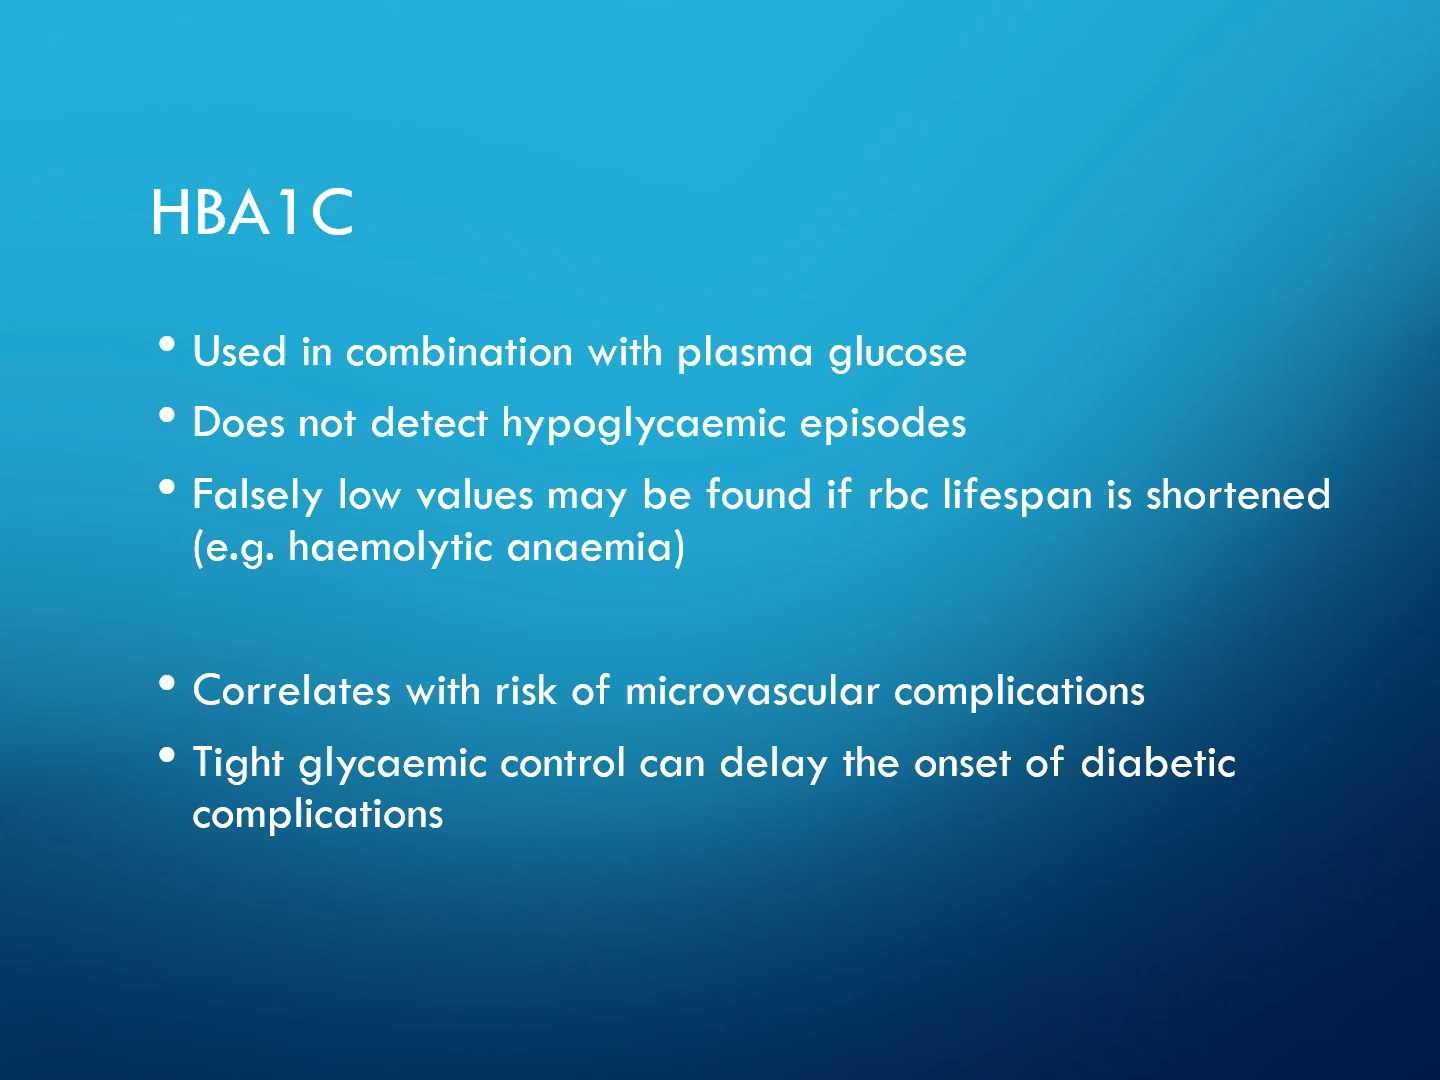 HBA1C
• Used in combination with plasma glucose
• Does not detect hypoglycaemic episodes
• Falsely low values may be found if rbc lifespan is shortened
(e.g. haemolytic anaemia)
• Correlates with risk of microvascular complications
• Tight glycaemic control can delay the onset of diabetic
complications